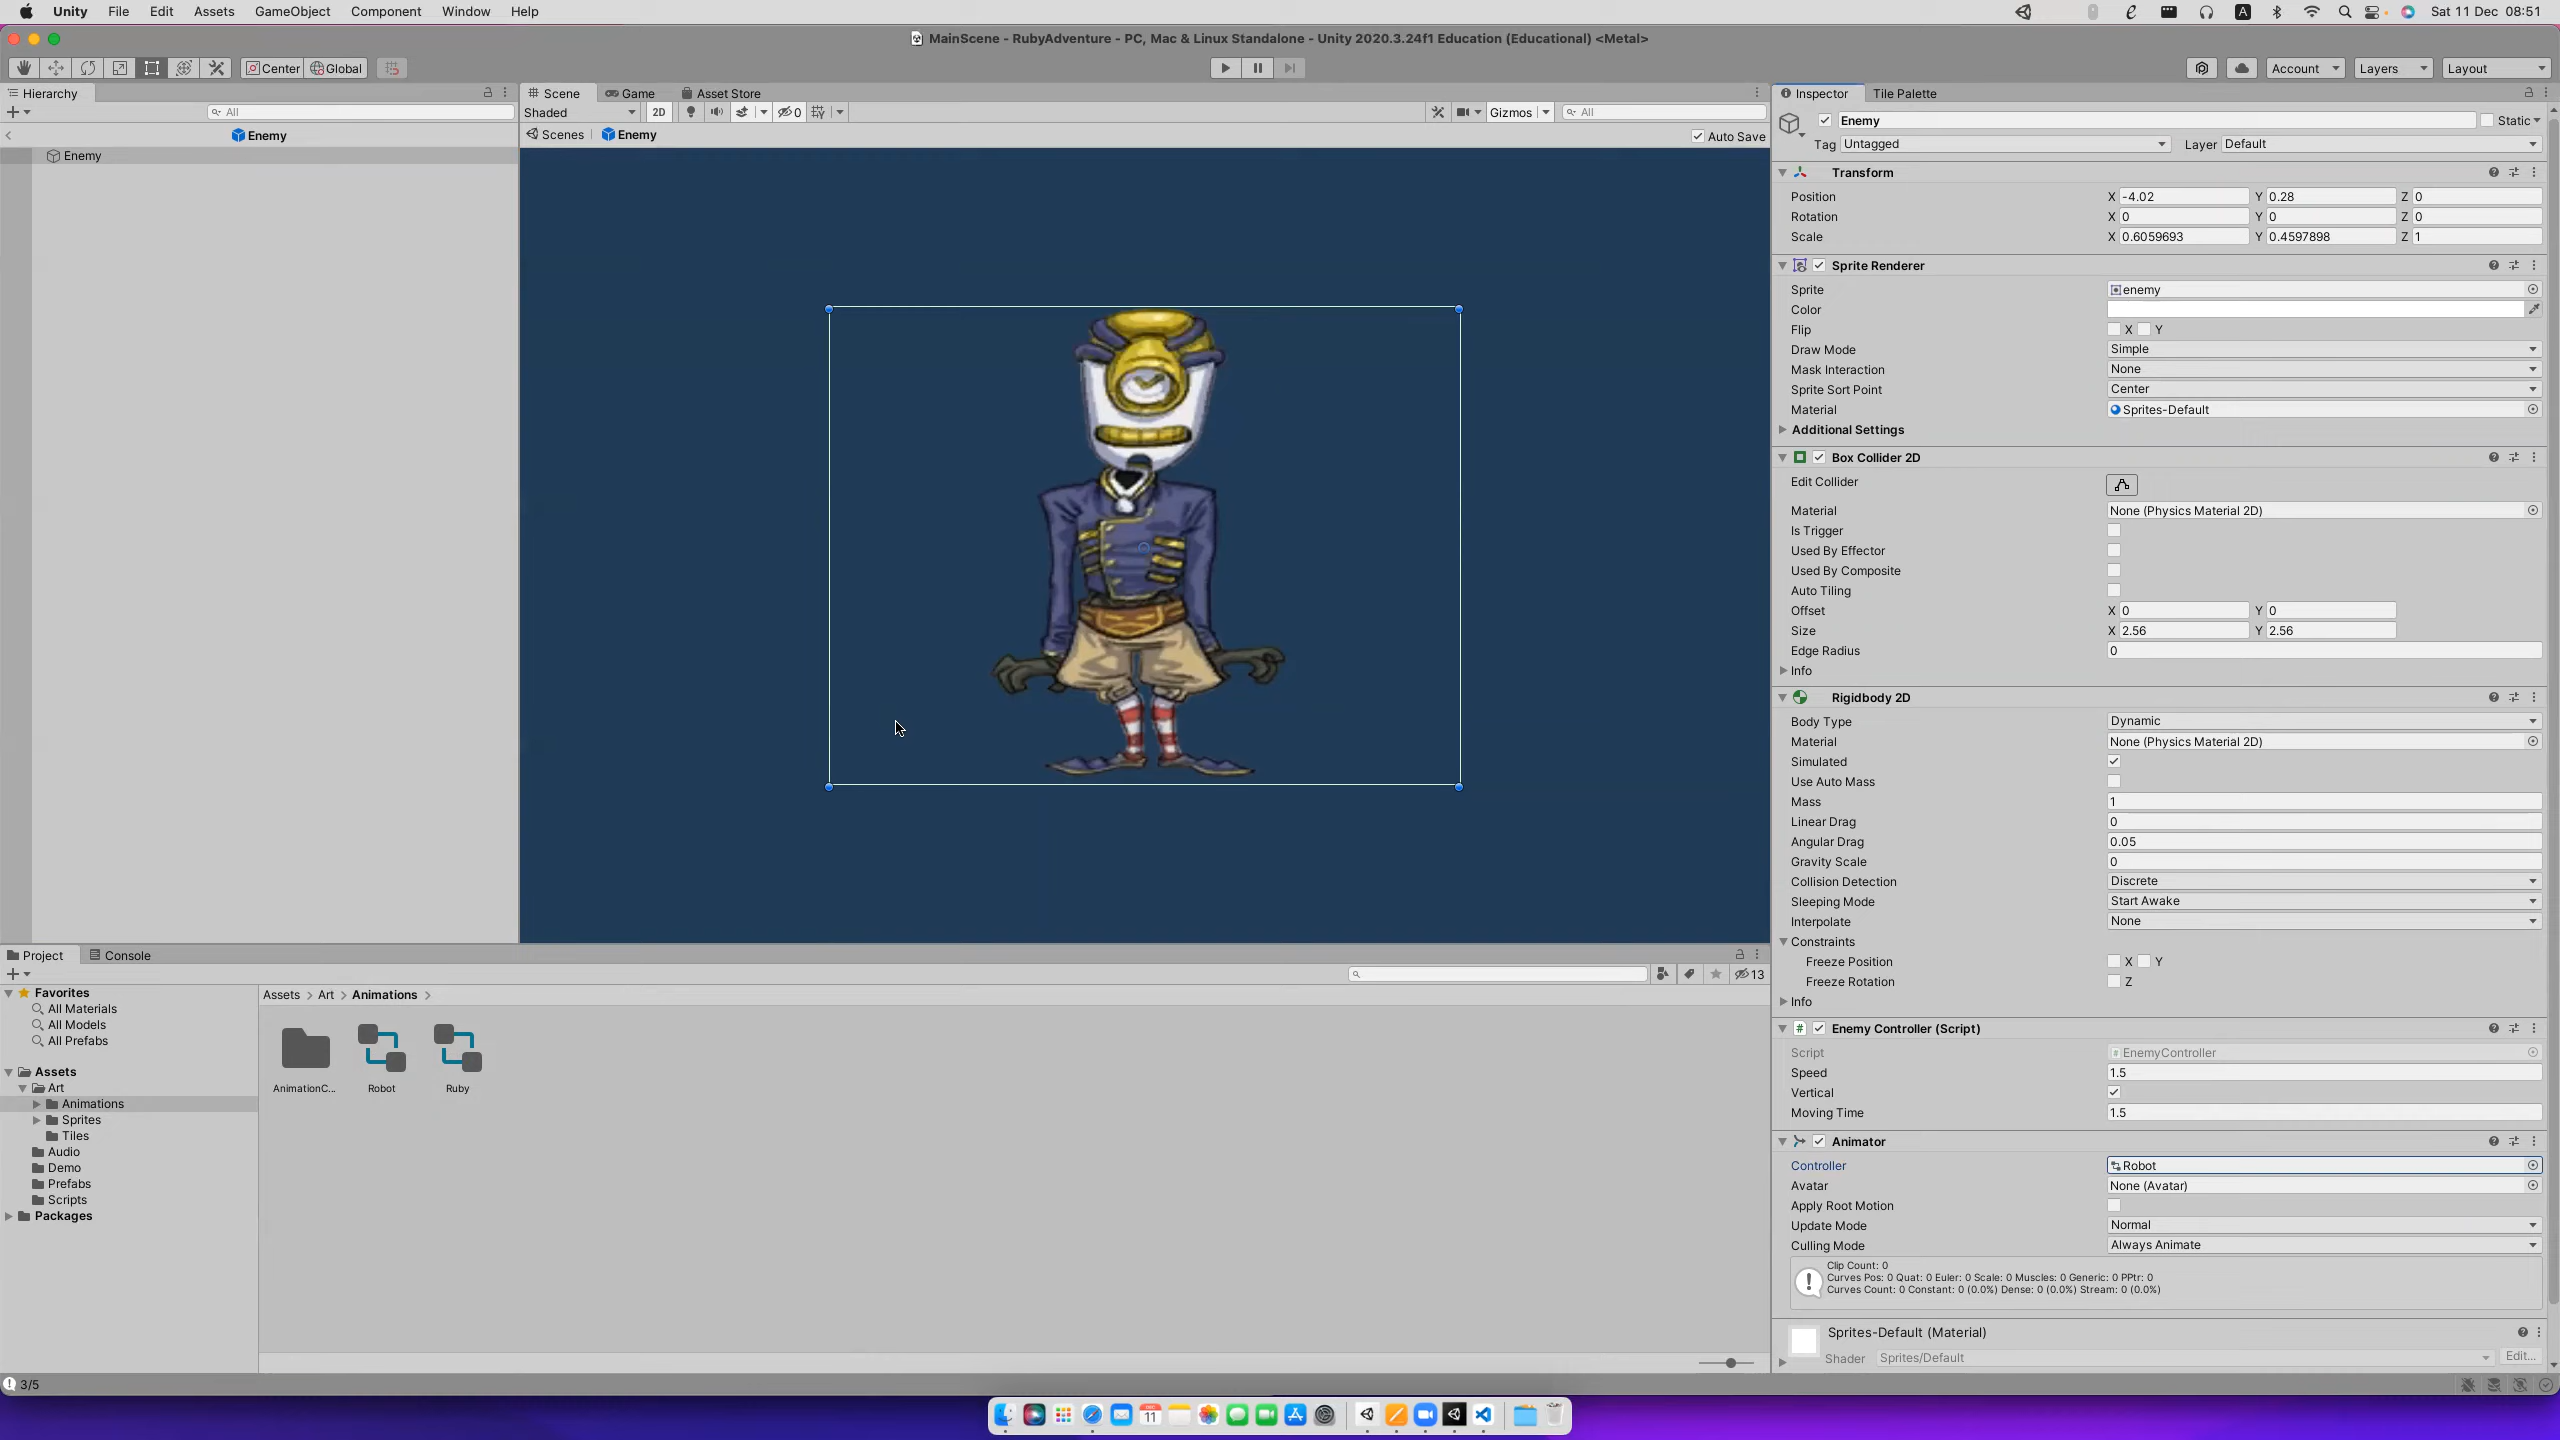 Unity File Edit Assets GameObject Component Window Help
A Sat 11 Dec 08:51
MainScene - RubyAdventure - PC, Mac & Linux Standalone - Unity 2020.3.24f1 Education (Educational) <Metal>
Center Global Account Layers Layout
Hierarchy
All
Enemy
Enemy
Scene Game Asset Store
Shaded 2D 0 Gizmos All
Scenes Enemy Auto Save
Inspector Tile Palette
Enemy Static
Tag Untagged Layer Default
Transform
Position X -4.02 Y 0.28 Z 0
Rotation X 0 Y 0 Z 0
Scale X 0.6059693 Y 0.4597898 Z 1
Sprite Renderer
Sprite enemy
Color
Flip X Y
Draw Mode Simple
Mask Interaction None
Sprite Sort Point Center
Material Sprites-Default
Additional Settings
Box Collider 2D
Edit Collider
Material None (Physics Material 2D)
Is Trigger
Used By Effector
Used By Composite
Auto Tiling
Offset X 0 Y 0
Size X 2.56 Y 2.56
Edge Radius 0
Info
Rigidbody 2D
Body Type Dynamic
Material None (Physics Material 2D)
Simulated
Use Auto Mass
Mass 1
Linear Drag 0
Angular Drag 0.05
Gravity Scale 0
Collision Detection Discrete
Sleeping Mode Start Awake
Interpolate None
Constraints
Freeze Position X Y
Freeze Rotation Z
Info
Enemy Controller (Script)
Script EnemyController
Speed 1.5
Vertical
Moving Time 1.5
Animator
Controller Robot
Avatar None (Avatar)
Apply Root Motion
Update Mode Normal
Culling Mode Always Animate
Clip Count: 0
Curves Pos: 0 Quat: 0 Euler: 0 Scale: 0 Muscles: 0 Generic: 0 PPtr: 0
Curves Count: 0 Constant: 0 (0.0%) Dense: 0 (0.0%) Stream: 0 (0.0%)
Sprites-Default (Material)
Shader Sprites/Default Edit...
Project Console
13
Favorites
All Materials
All Models
All Prefabs
Assets
Art
Animations
Sprites
Tiles
Audio
Demo
Prefabs
Scripts
Packages
Assets > Art > Animations >
AnimationC... Robot Ruby
3/5
DEC
11